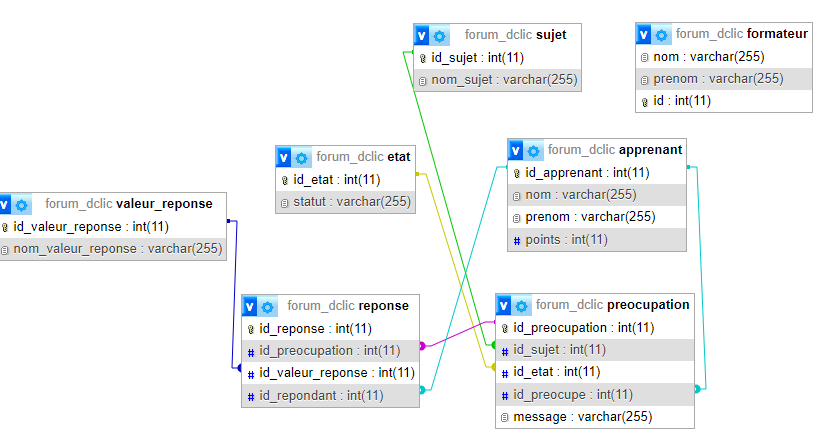 forum_dclic sujet
id_sujet : int(11)
nom_sujet : varchar(255)
forum_dclic formateur
nom : varchar(255)
prenom : varchar(255)
id : int(11)
forum_dclic etat
id_etat : int(11)
statut : varchar(255)
forum_dclic apprenant
id_apprenant : int(11)
nom : varchar(255)
prenom : varchar(255)
# points : int(11)
forum_dclic valeur_reponse
id_valeur_reponse : int(11)
nom_valeur_reponse : varchar(255)
forum_dclic reponse
id_reponse : int(11)
# id_preocupation : int(11)
# id_valeur_reponse : int(11)
# id_repondant : int(11)
forum_dclic preocupation
id_preocupation : int(11)
# id_sujet : int(11)
# id_etat : int(11)
# id_preocupe : int(11)
message : varchar(255)